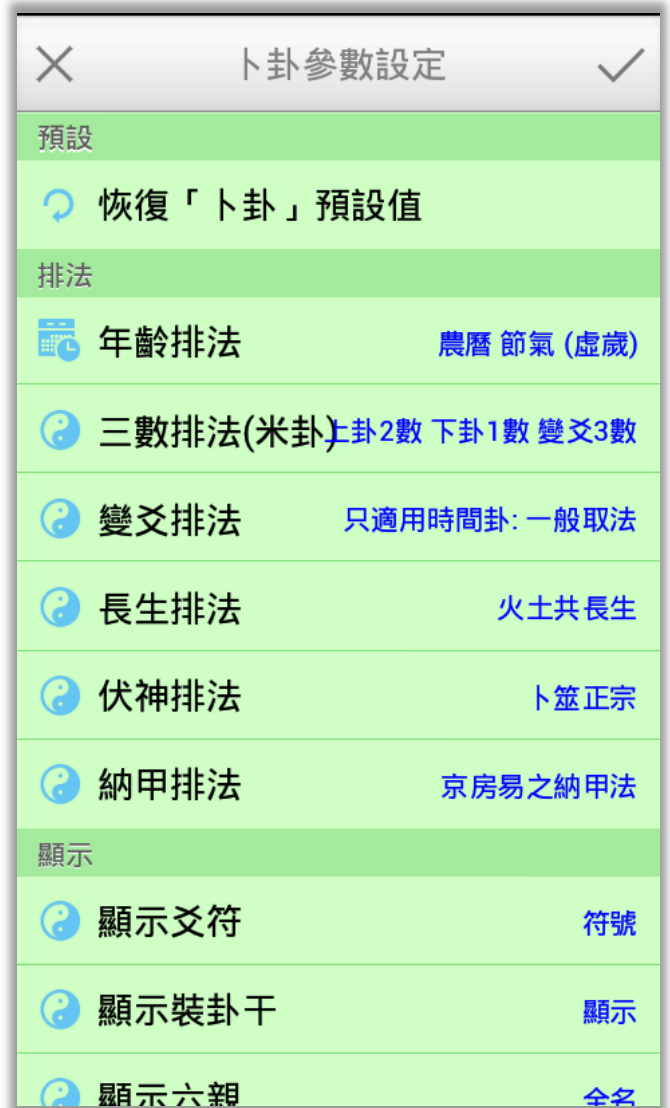 卜卦參數設定
預設
恢復「卜卦」預設值
排法
年齡排法 農曆 節氣 (虛歲)
三數排法(米卦) 上卦2數 下卦1數 變爻3數
變爻排法 只適用時間卦: 一般取法
長生排法 火土共長生
伏神排法 卜筮正宗
納甲排法 京房易之納甲法
顯示
顯示爻符 符號
顯示裝卦干 顯示
顯示六親 全名